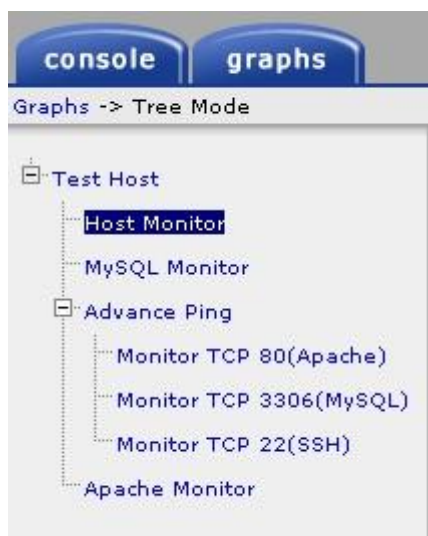 console graphs
Graphs -> Tree Mode
Test Host
Host Monitor
MySQL Monitor
Advance Ping
Monitor TCP 80(Apache)
Monitor TCP 3306(MySQL)
Monitor TCP 22(SSH)
Apache Monitor